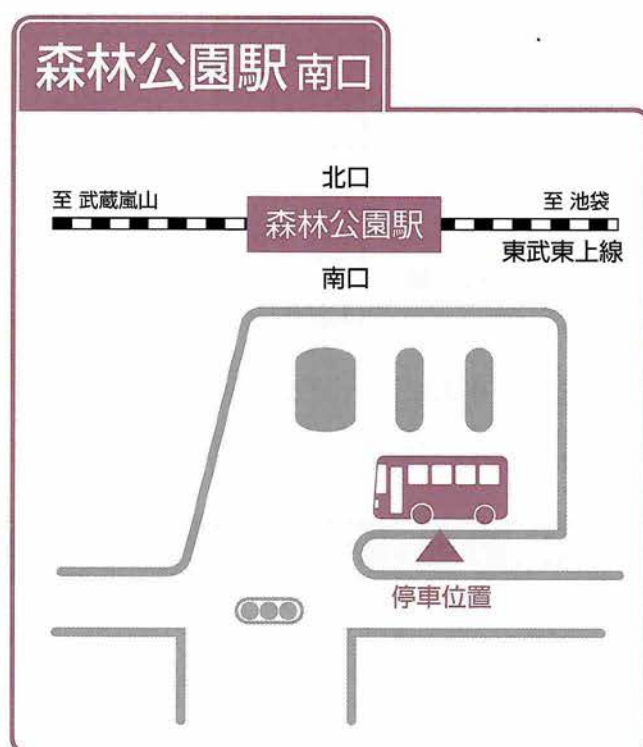 森林公園駅 南口
北口
至 武蔵嵐山
至 池袋
森林公園駅
東武東上線
南口
停車位置